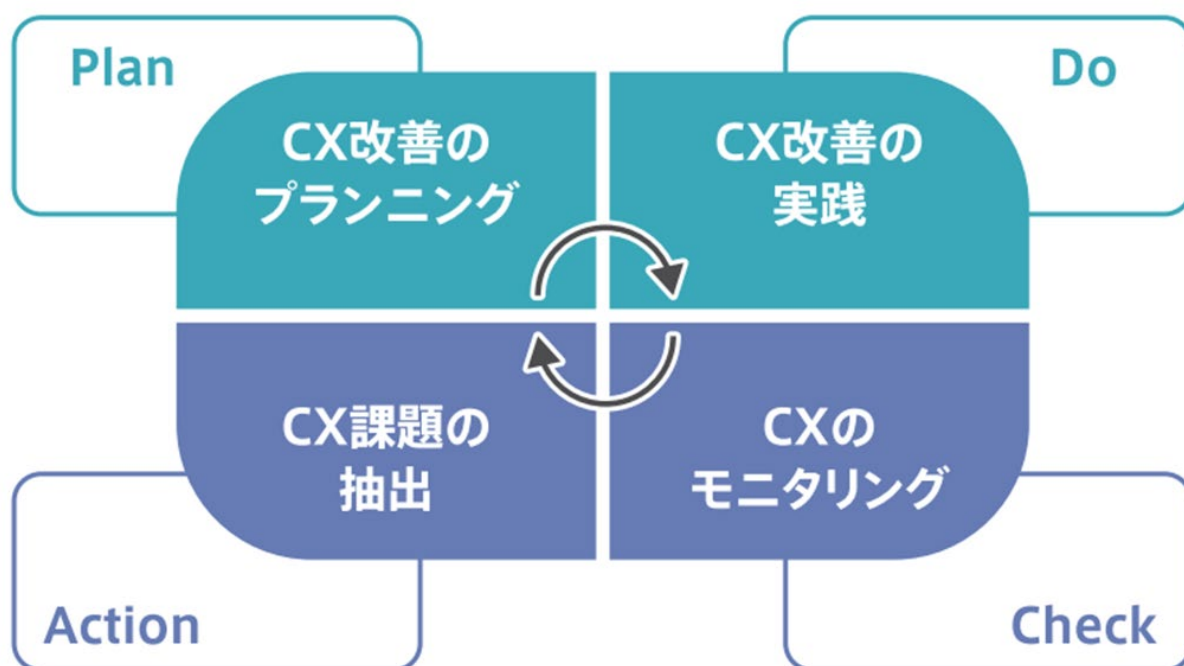 Plan
CX改善の
プランニング
Do
CX改善の
実践
Action
CX課題の
抽出
Check
CXの
モニタリング